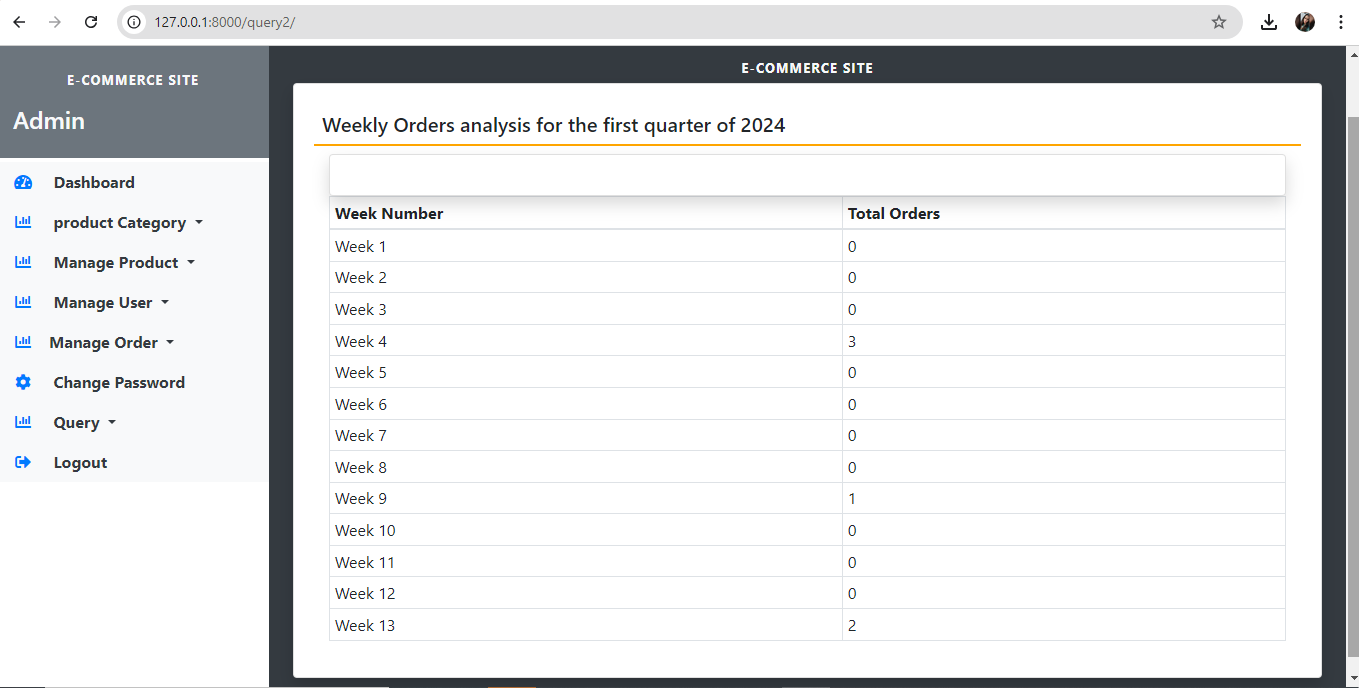 127.0.0.1:8000/query2/
E-COMMERCE SITE
Admin
Dashboard
product Category
Manage Product
Manage User
Manage Order
Change Password
Query
Logout
E-COMMERCE SITE
Weekly Orders analysis for the first quarter of 2024
Week Number Total Orders
Week 1 0
Week 2 0
Week 3 0
Week 4 3
Week 5 0
Week 6 0
Week 7 0
Week 8 0
Week 9 1
Week 10 0
Week 11 0
Week 12 0
Week 13 2